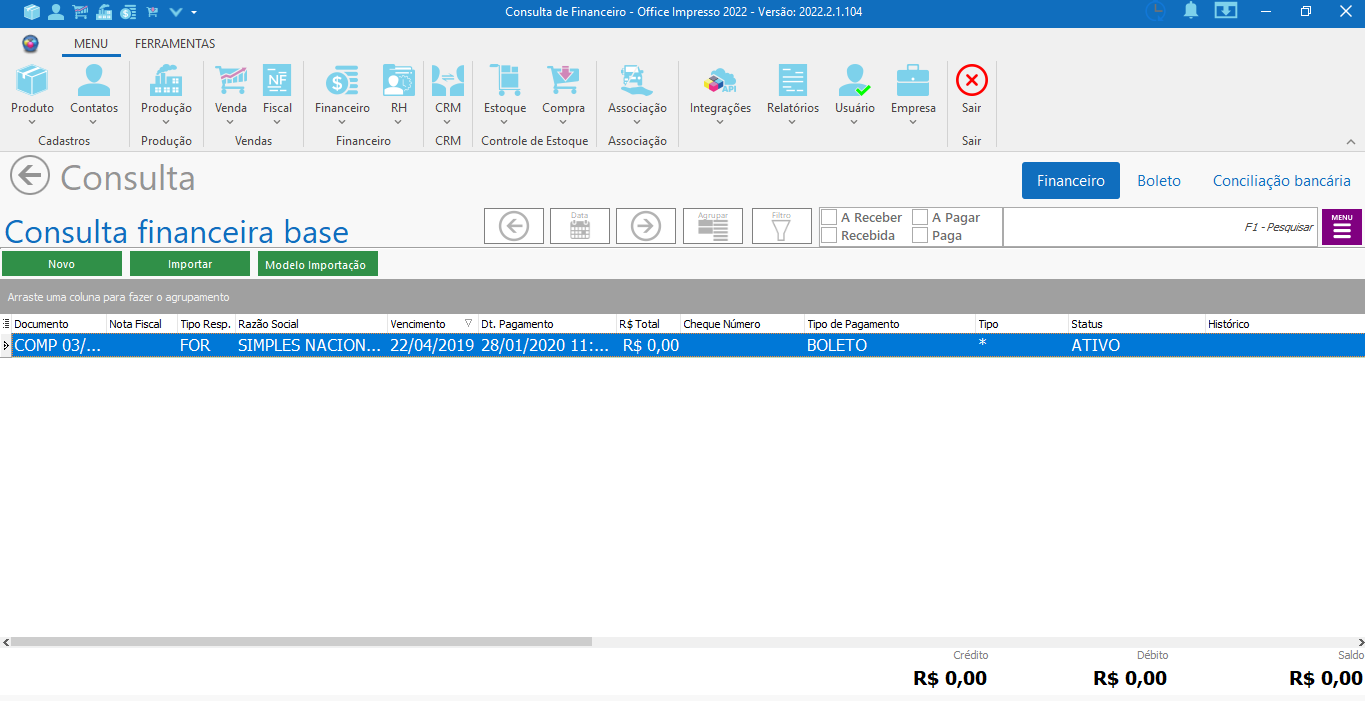 Consulta de Financeiro - Office Impresso 2022 - Versão: 2022.2.1.104
MENU FERRAMENTAS
Produto Contatos Produção Venda Fiscal Financeiro RH CRM Estoque Compra Associação Integrações Relatórios Usuário Empresa Sair
Cadastros Produção Vendas Financeiro CRM Controle de Estoque Associação Sair
NF
API
Consulta
Financeiro Boleto Conciliação bancária
Consulta financeira base
Data Agrupar Filtro
A Receber A Pagar
Recebida Paga
F1 - Pesquisar
MENU
Novo Importar Modelo Importação
Arraste uma coluna para fazer o agrupamento
Documento Nota Fiscal Tipo Resp. Razão Social Vencimento Dt. Pagamento R$ Total Cheque Número Tipo de Pagamento Tipo Status Histórico
COMP 03/... FOR SIMPLES NACION... 22/04/2019 28/01/2020 11:... R$ 0,00 BOLETO * ATIVO
Crédito Débito Saldo
R$ 0,00 R$ 0,00 R$ 0,00